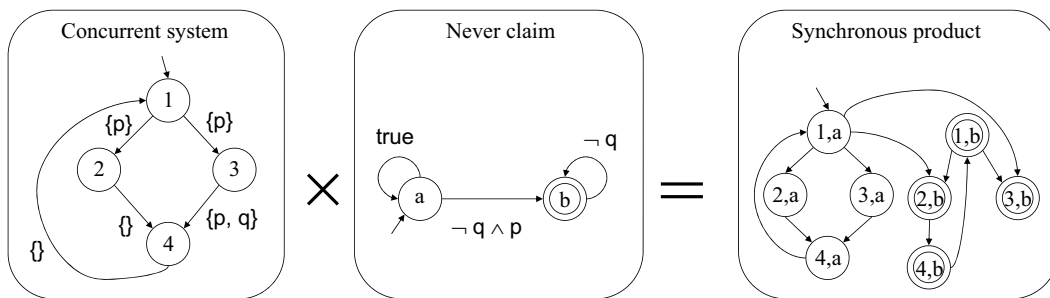 Concurrent system
Never claim
Synchronous product
1
{p}
{p}
2
3
{}
{p, q}
4
{}
×
true
¬ q
a
b
¬ q ∧ p
=
1,a
1,b
2,a
3,a
2,b
3,b
4,a
4,b